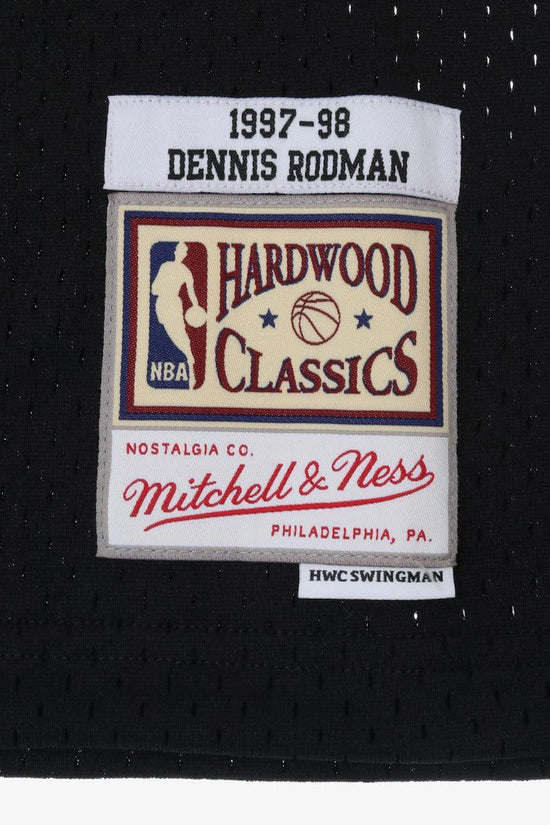 1997-98
DENNIS RODMAN
HARDWOOD
NBA
CLASSICS
NOSTALGIA CO.
Mitchell & Ness
PHILADELPHIA, PA.
HWC SWINGMAN